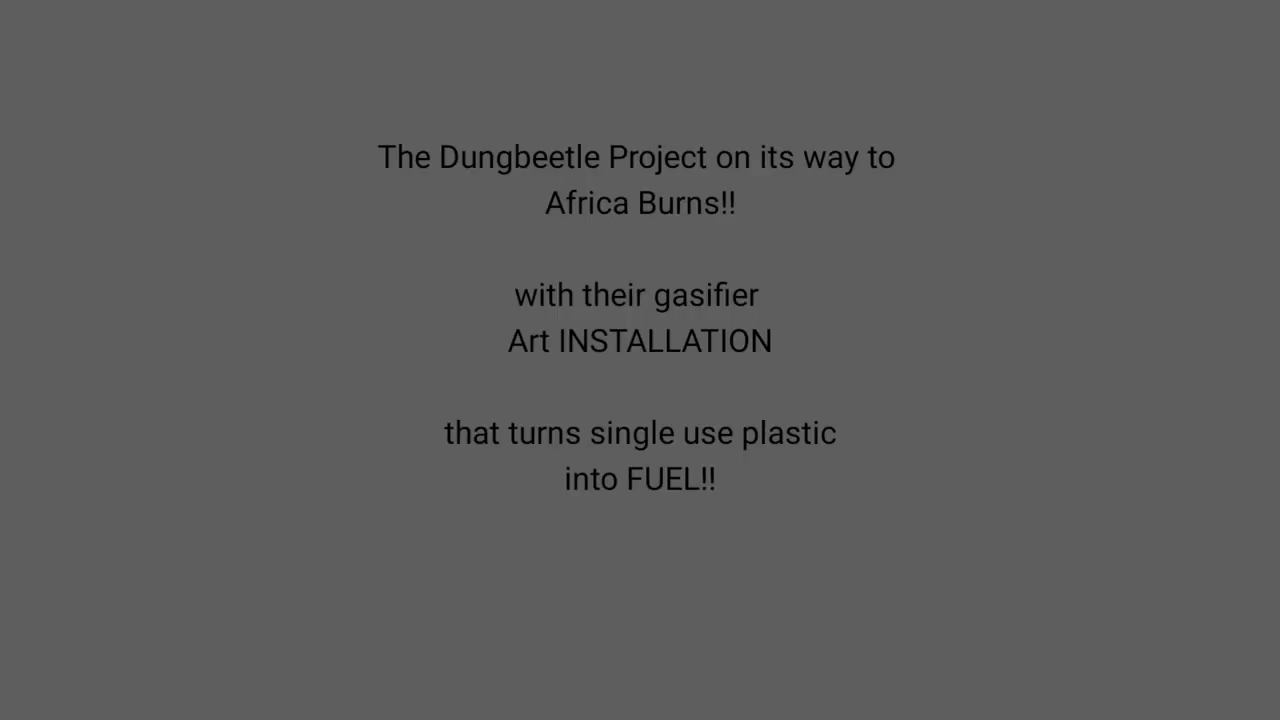 The Dungbeetle Project on its way to
Africa Burns!!
with their gasifier
Art INSTALLATION
that turns single use plastic
into FUEL!!